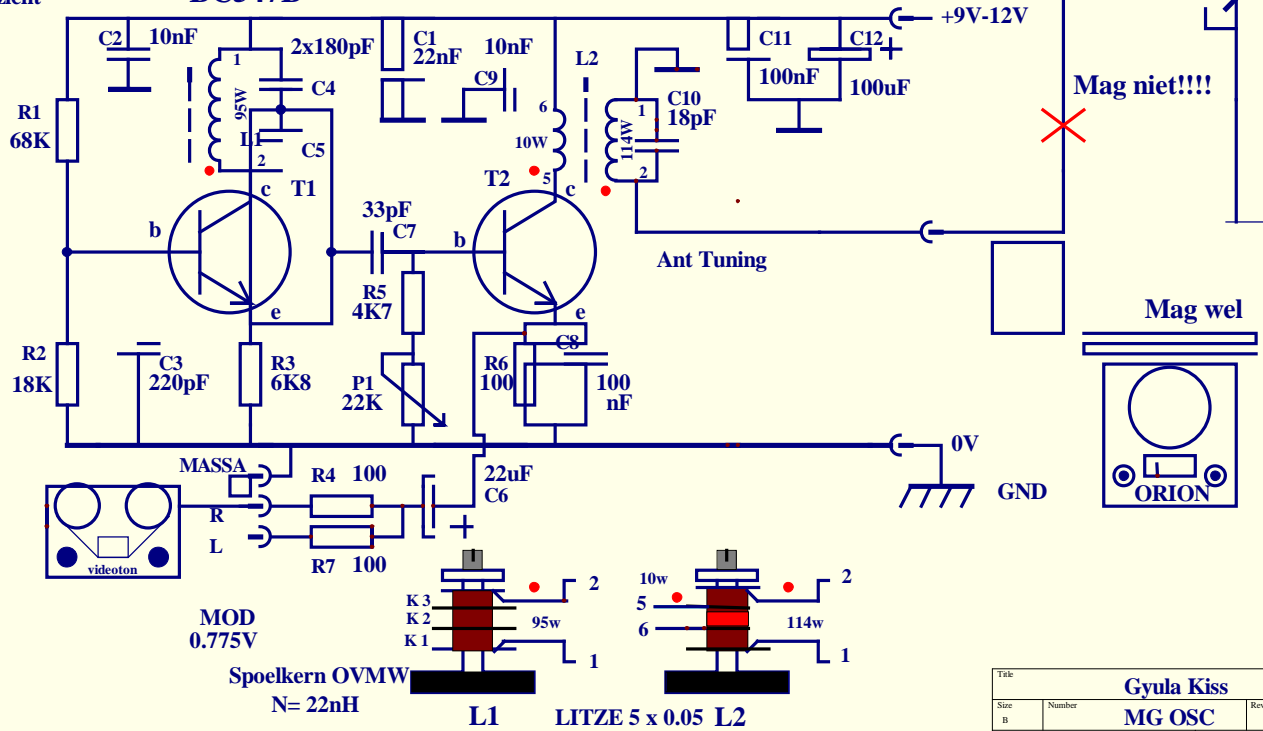 +9V-12V
C2
10nF
2x180pF
C1
22nF
10nF
C9
L2
C11
100nF
C12
+
100uF
Mag niet!!!!
1
95W
C4
L1
C5
2
R1
68K
6
10W
5
1
114W
2
C10
18pF
T1
c
b
e
T2
c
b
e
33pF
C7
Ant Tuning
R5
4K7
Mag wel
R2
18K
C3
220pF
R3
6K8
P1
22K
R6
100
C8
100
nF
0V
GND
ORION
MASSA
R
L
R4 100
R7 100
22uF
C6
+
videoton
MOD
0.775V
Spoelkern OVMW
N= 22nH
K 3
K 2
K 1
95w
2
1
L1
LITZE 5 x 0.05
10w
5
6
114w
2
1
L2
Title
Gyula Kiss
Size
B
Number
MG OSC